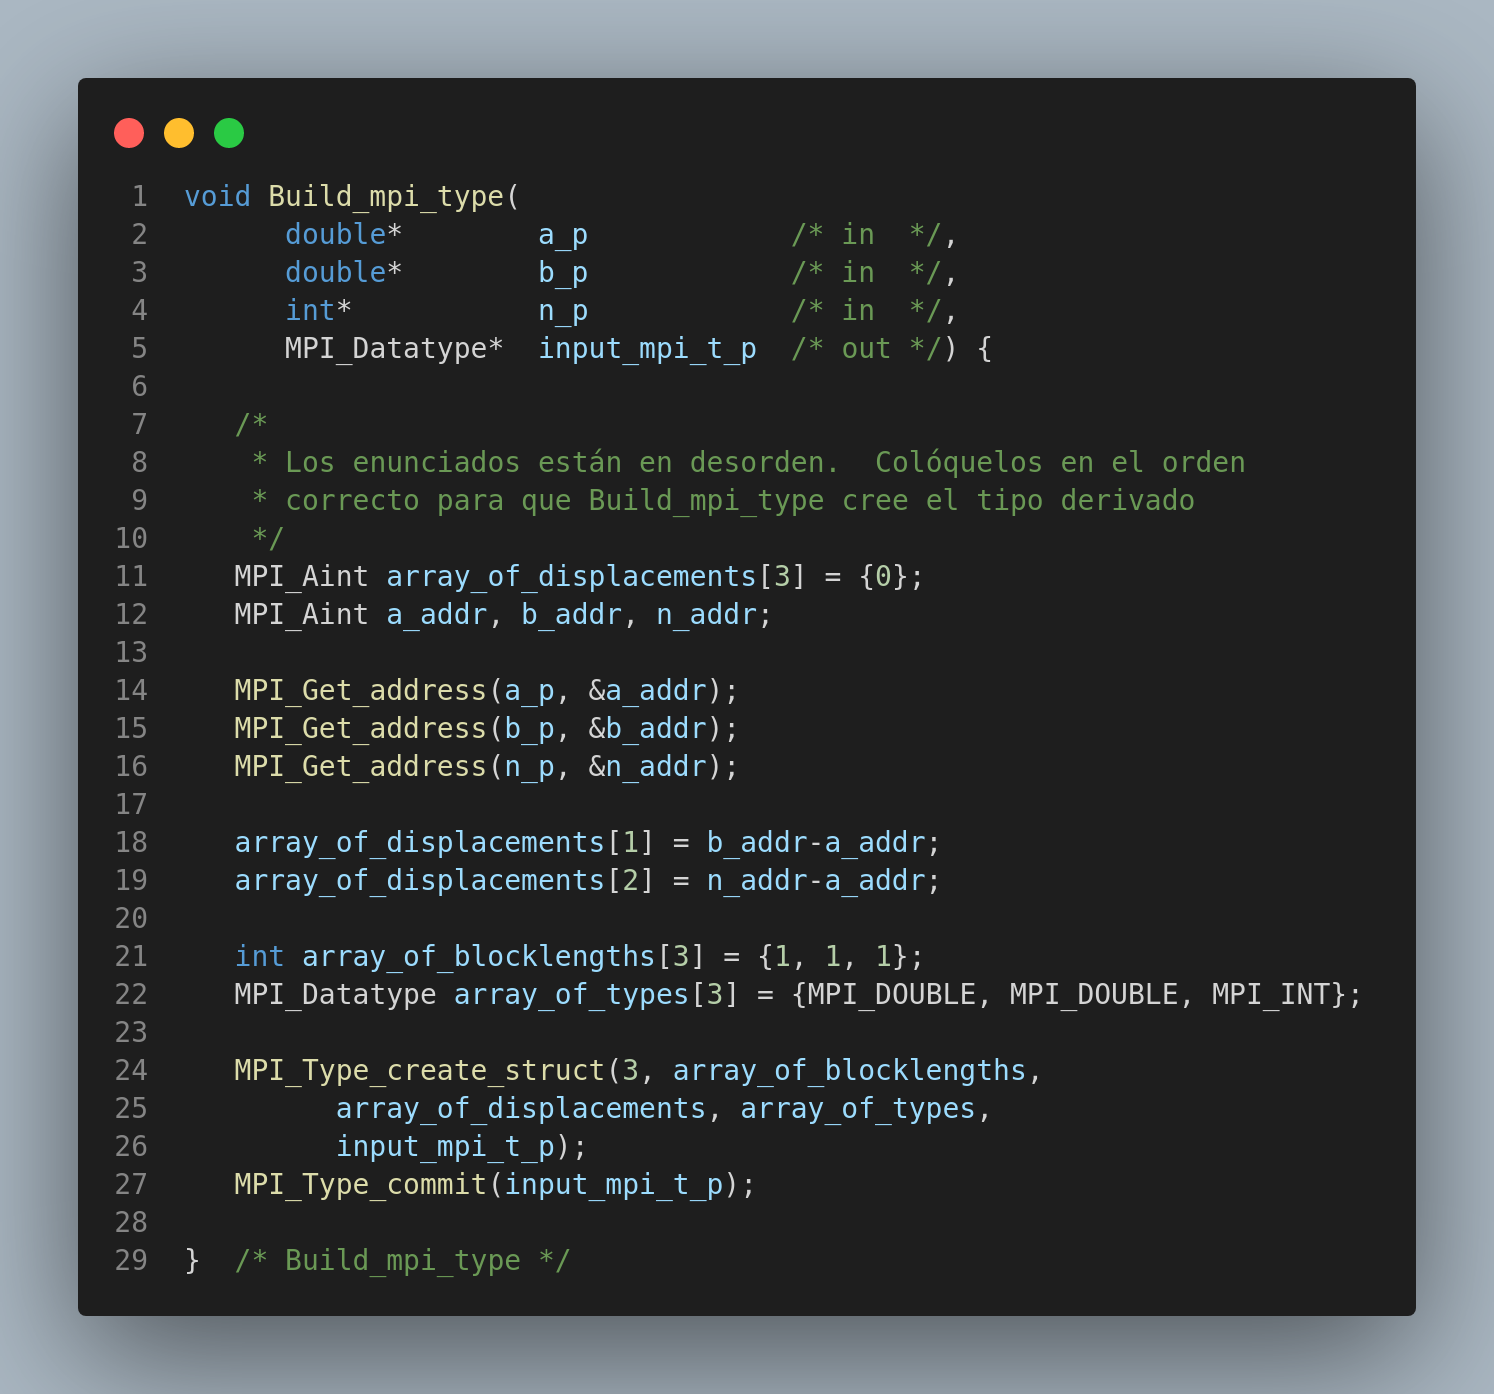 1 void Build_mpi_type(
2       double*        a_p            /* in  */,
3       double*        b_p            /* in  */,
4       int*           n_p            /* in  */,
5       MPI_Datatype*  input_mpi_t_p  /* out */) {
6
7    /*
8     * Los enunciados están en desorden.  Colóquelos en el orden
9     * correcto para que Build_mpi_type cree el tipo derivado
10     */
11    MPI_Aint array_of_displacements[3] = {0};
12    MPI_Aint a_addr, b_addr, n_addr;
13
14    MPI_Get_address(a_p, &a_addr);
15    MPI_Get_address(b_p, &b_addr);
16    MPI_Get_address(n_p, &n_addr);
17
18    array_of_displacements[1] = b_addr-a_addr;
19    array_of_displacements[2] = n_addr-a_addr;
20
21    int array_of_blocklengths[3] = {1, 1, 1};
22    MPI_Datatype array_of_types[3] = {MPI_DOUBLE, MPI_DOUBLE, MPI_INT};
23
24    MPI_Type_create_struct(3, array_of_blocklengths,
25          array_of_displacements, array_of_types,
26          input_mpi_t_p);
27    MPI_Type_commit(input_mpi_t_p);
28
29 }  /* Build_mpi_type */